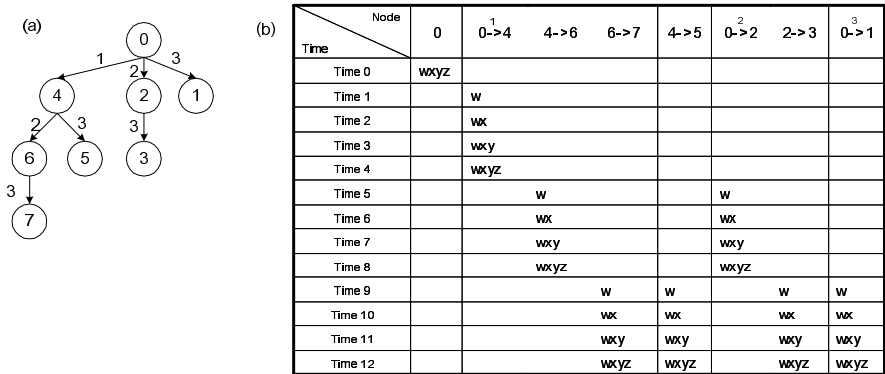 (a)
0
1 2 3
4 2 1
2 3 3
6 5 3
3
7
(b)
Node
Time
0 0->4 4->6 6->7 4->5 0->2 2->3 0->1
1 2 3
Time 0 wxyz
Time 1 w
Time 2 wx
Time 3 wxy
Time 4 wxyz
Time 5 w w
Time 6 wx wx
Time 7 wxy wxy
Time 8 wxyz wxyz
Time 9 w w w w
Time 10 wx wx wx wx
Time 11 wxy wxy wxy wxy
Time 12 wxyz wxyz wxyz wxyz